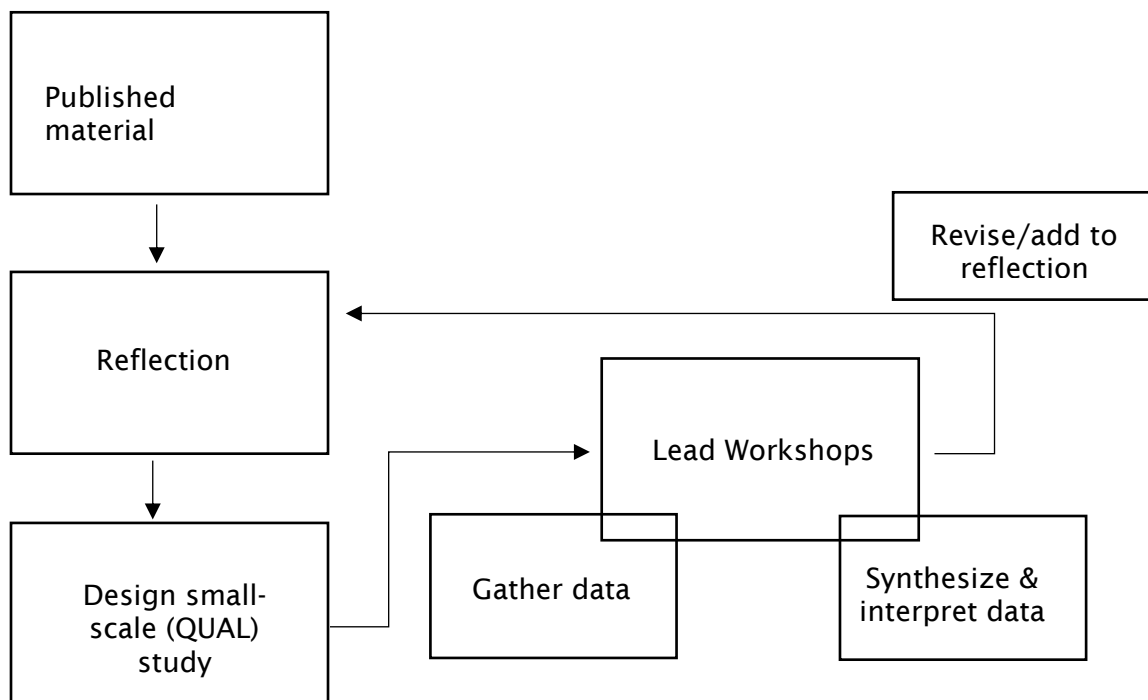 Published
material
Revise/add to
reflection
Reflection
Lead Workshops
Gather data
Synthesize &
interpret data
Design small-
scale (QUAL)
study